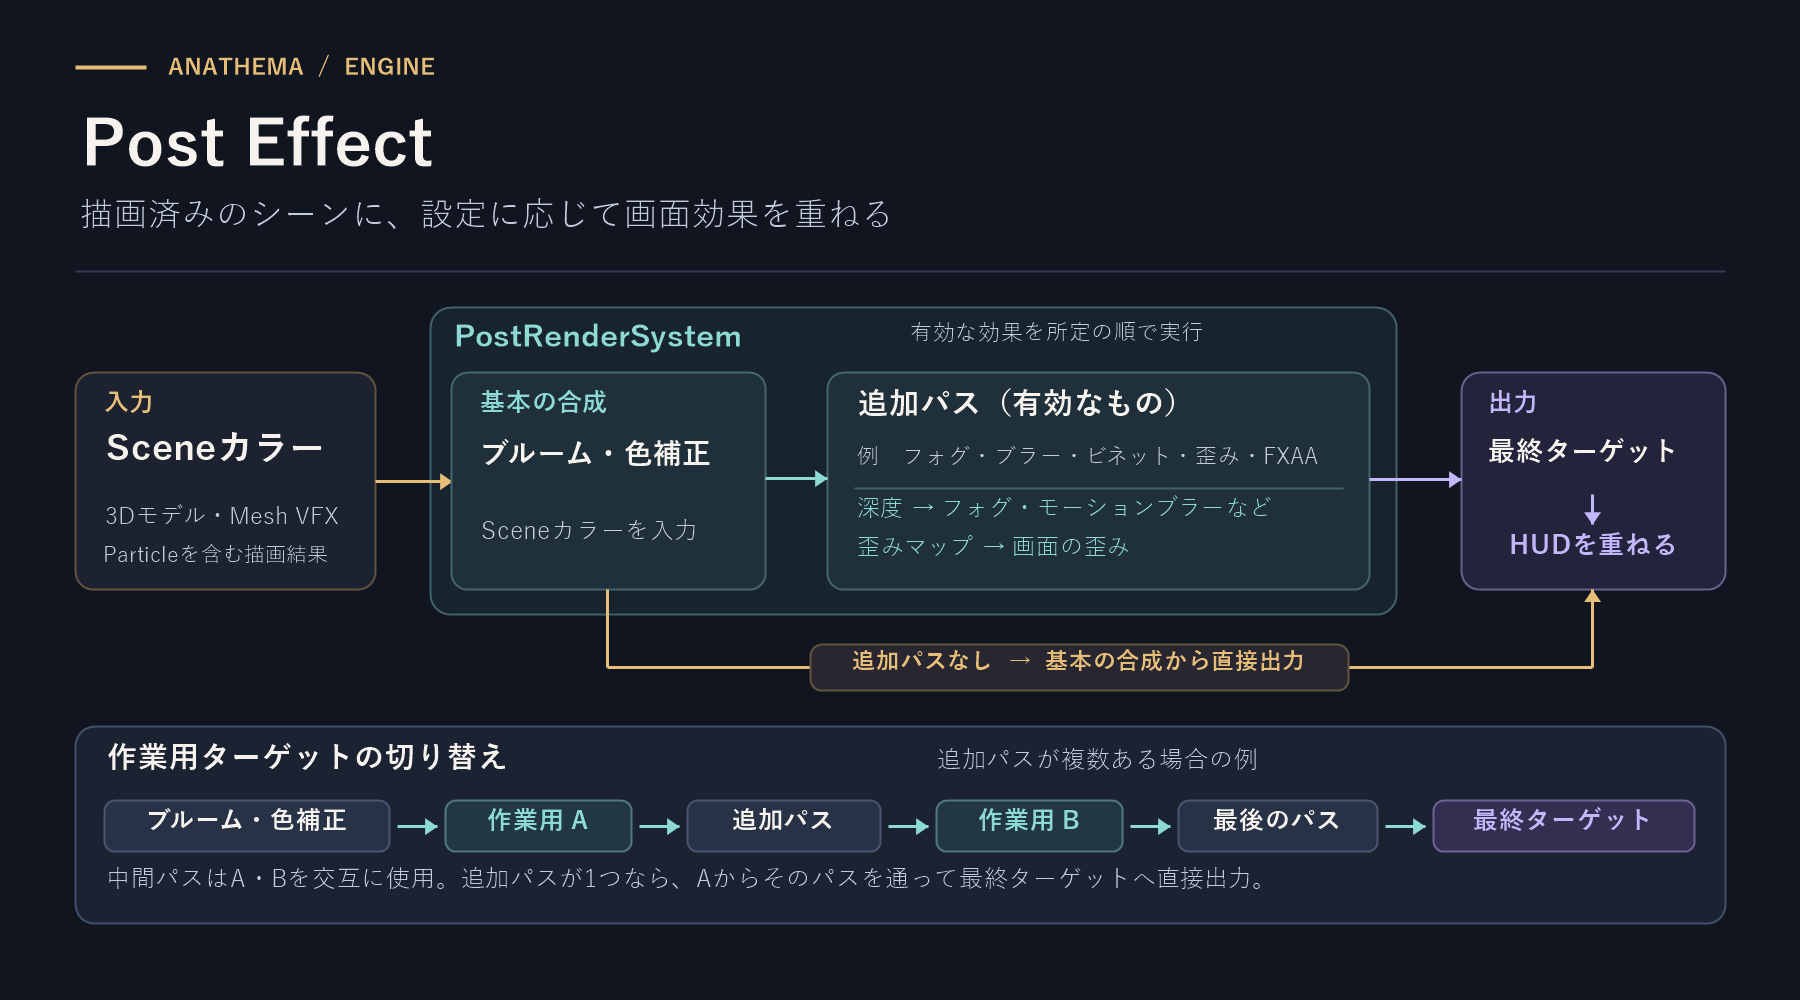 ANATHEMA / ENGINE
Post Effect
描画済みのシーンに、設定に応じて画面効果を重ねる
PostRenderSystem
有効な効果を所定の順で実行
入力
Sceneカラー
3Dモデル・Mesh VFX
Particleを含む描画結果
基本の合成
ブルーム・色補正
Sceneカラーを入力
追加パス（有効なもの）
例　フォグ・ブラー・ビネット・歪み・FXAA
深度 → フォグ・モーションブラーなど
歪みマップ → 画面の歪み
出力
最終ターゲット
HUDを重ねる
追加パスなし → 基本の合成から直接出力
作業用ターゲットの切り替え
追加パスが複数ある場合の例
ブルーム・色補正
作業用 A
追加パス
作業用 B
最後のパス
最終ターゲット
中間パスはA・Bを交互に使用。追加パスが1つなら、Aからそのパスを通って最終ターゲットへ直接出力。